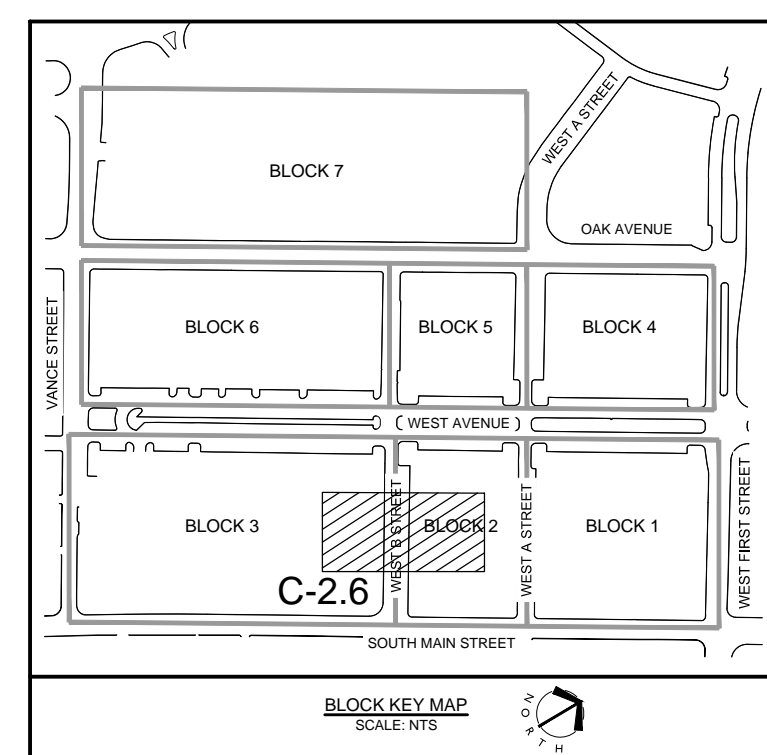 WEST A STREET
BLOCK 7
OAK AVENUE
VANCE STREET
BLOCK 6
BLOCK 5
BLOCK 4
WEST AVENUE
BLOCK 3
WEST B STREET
BLOCK 2
WEST A STREET
BLOCK 1
WEST FIRST STREET
C-2.6
SOUTH MAIN STREET
BLOCK KEY MAP
SCALE: NTS
NORTH